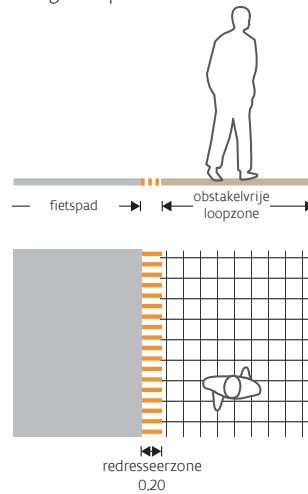 fietspad
obstakelvrije
loopzone
redresseerzone
0,20